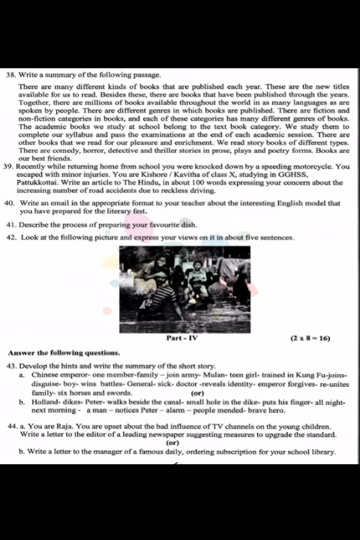 38. Write a summary of the following passage.
There are many different kinds of books that are published each year. These are the new titles
available for us to read. Besides these, there are books that have been published through the years.
Together, there are millions of books available throughout the world in as many languages as are
spoken by people. There are different genres in which books are published. There are fiction and
non-fiction categories in books, and each of these categories has many different genres of books.
The academic books we study at school belong to the text book category. We study them to
complete our syllabus and pass the examinations at the end of each academic session. There are
other books that we read for our pleasure and enrichment. We read story books of different types.
There are comedy, horror, detective and thriller stories in prose, plays and poetry forms. Books are
our best friends.
39. Recently while returning home from school you were knocked down by a speeding motorcycle. You
escaped with minor injuries. You are Kishore / Kavitha of class X, studying in GGHSS,
Pattukkottai. Write an article to The Hindu, in about 100 words expressing your concern about the
increasing number of road accidents due to reckless driving.
40. Write an email in the appropriate format to your teacher about the interesting English model that
you have prepared for the literary fest.
41. Describe the process of preparing your favourite dish.
42. Look at the following picture and express your views on it in about five sentences.
Part - IV (2 x 8 = 16)
Answer the following questions.
43. Develop the hints and write the summary of the short story.
a. Chinese emperor- one member-family – join army- Mulan- teen girl- trained in Kung Fu-joins-
disguise- boy- wins battles- General- sick- doctor -reveals identity- emperor forgives- re-unites
family- six horses and swords. (or)
b. Holland- dikes- Peter- walks beside the canal- small hole in the dike- puts his finger- all night-
next morning - a man – notices Peter – alarm – people mended- brave hero.
44. a. You are Raja. You are upset about the bad influence of TV channels on the young children.
Write a letter to the editor of a leading newspaper suggesting measures to upgrade the standard.
(or)
b. Write a letter to the manager of a famous daily, ordering subscription for your school library.